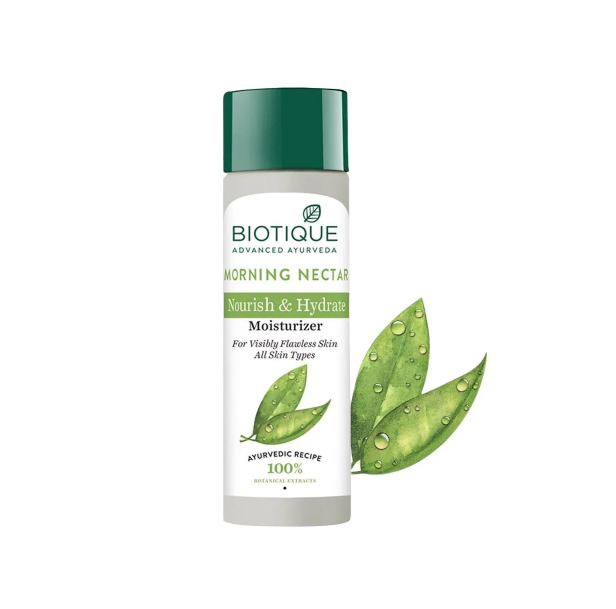 BIOTIQUE
ADVANCED AYURVEDA
MORNING NECTAR
Nourish & Hydrate
Moisturizer
For Visibly Flawless Skin
All Skin Types
AYURVEDIC RECIPE
100%
BOTANICAL EXTRACTS